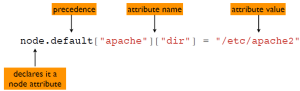 precedence
attribute name
attribute value
node.default["apache"]["dir"] = "/etc/apache2"
declares it a
node attribute